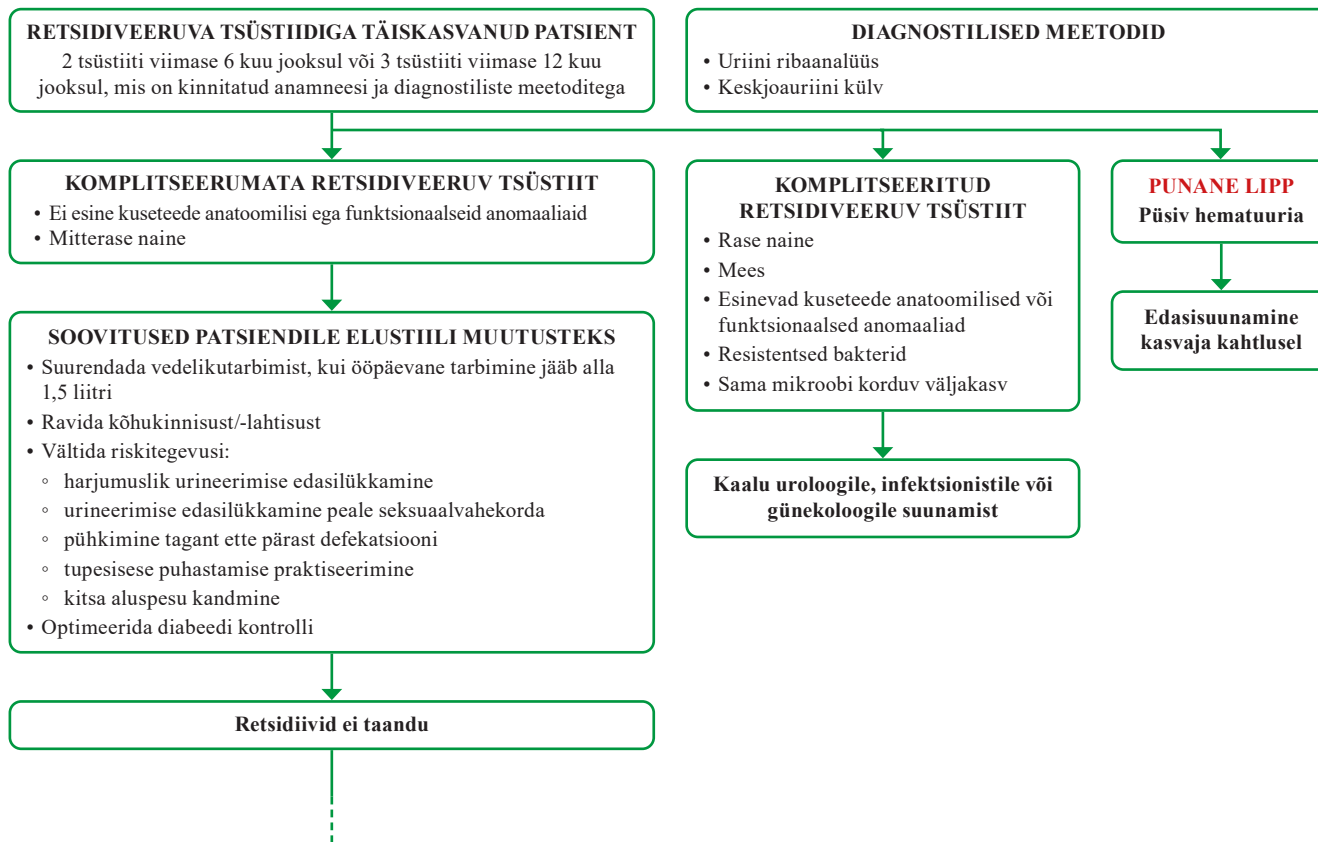 RETSIDIVEERUVA TSÜSTIIDIGA TÄISKASVANUD PATSIENT
2 tsüstiiti viimase 6 kuu jooksul või 3 tsüstiiti viimase 12 kuu
jooksul, mis on kinnitatud anamneesi ja diagnostiliste meetoditega
DIAGNOSTILISED MEETODID
• Uriini ribaanalüüs
• Keskjoauriini külv
KOMPLITSEERUMATA RETSIDIVEERUV TSÜSTIIT
• Ei esine kuseteede anatoomilisi ega funktsionaalseid anomaaliaid
• Mitterase naine
KOMPLITSEERITUD
RETSIDIVEERUV TSÜSTIIT
• Rase naine
• Mees
• Esinevad kuseteede anatoomilised või
funktsionaalsed anomaaliad
• Resistentsed bakterid
• Sama mikroobi korduv väljakasv
PUNANE LIPP
Püsiv hematuuria
SOOVITUSED PATSIENDILE ELUSTIILI MUUTUSTEKS
• Suurendada vedelikutarbimist, kui ööpäevane tarbimine jääb alla
1,5 liitri
• Ravida kõhukinnisust/-lahtisust
• Vältida riskitegevusi:
◦ harjumuslik urineerimise edasilükkamine
◦ urineerimise edasilükkamine peale seksuaalvahekorda
◦ pühkimine tagant ette pärast defekatsiooni
◦ tupesisese puhastamise praktiseerimine
◦ kitsa aluspesu kandmine
• Optimeerida diabeedi kontrolli
Edasisuunamine
kasvaja kahtlusel
Kaalu uroloogile, infektsionistile või
günekoloogile suunamist
Retsidiivid ei taandu